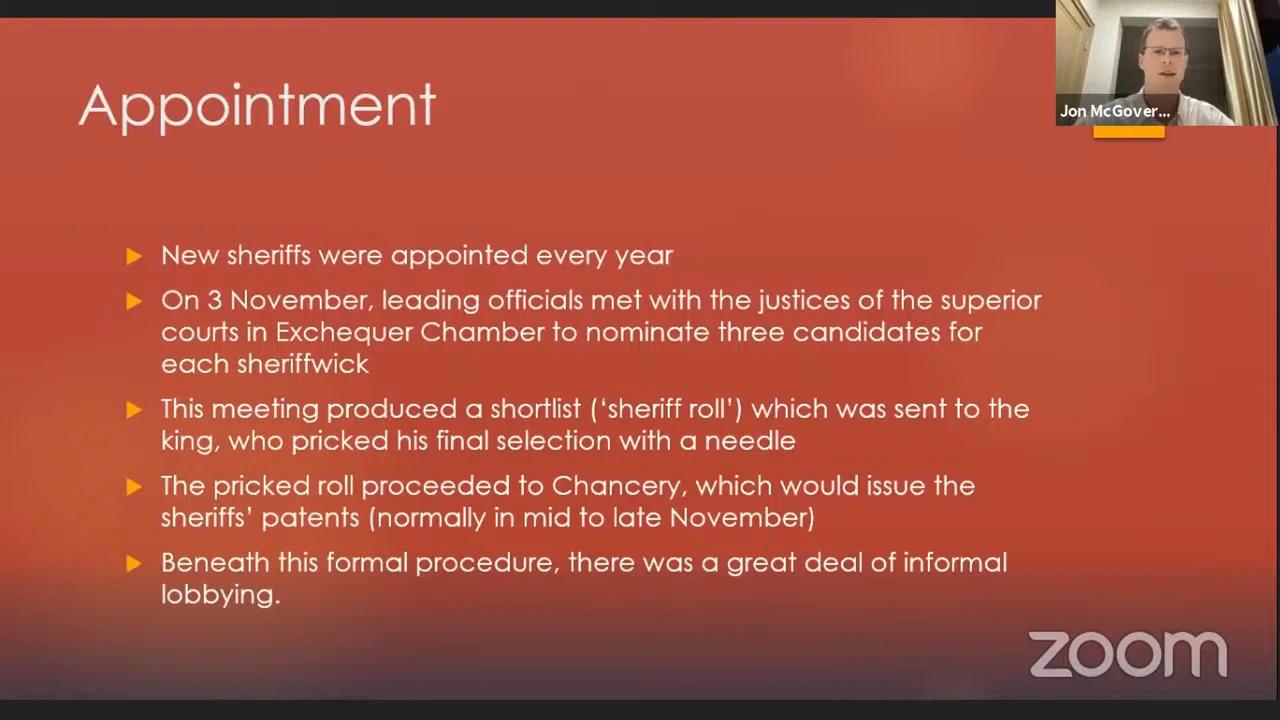 Jon McGover...
Appointment
New sheriffs were appointed every year
On 3 November, leading officials met with the justices of the superior
courts in Exchequer Chamber to nominate three candidates for
each sheriffwick
This meeting produced a shortlist (‘sheriff roll’) which was sent to the
king, who pricked his final selection with a needle
The pricked roll proceeded to Chancery, which would issue the
sheriffs’ patents (normally in mid to late November)
Beneath this formal procedure, there was a great deal of informal
lobbying.
zoom